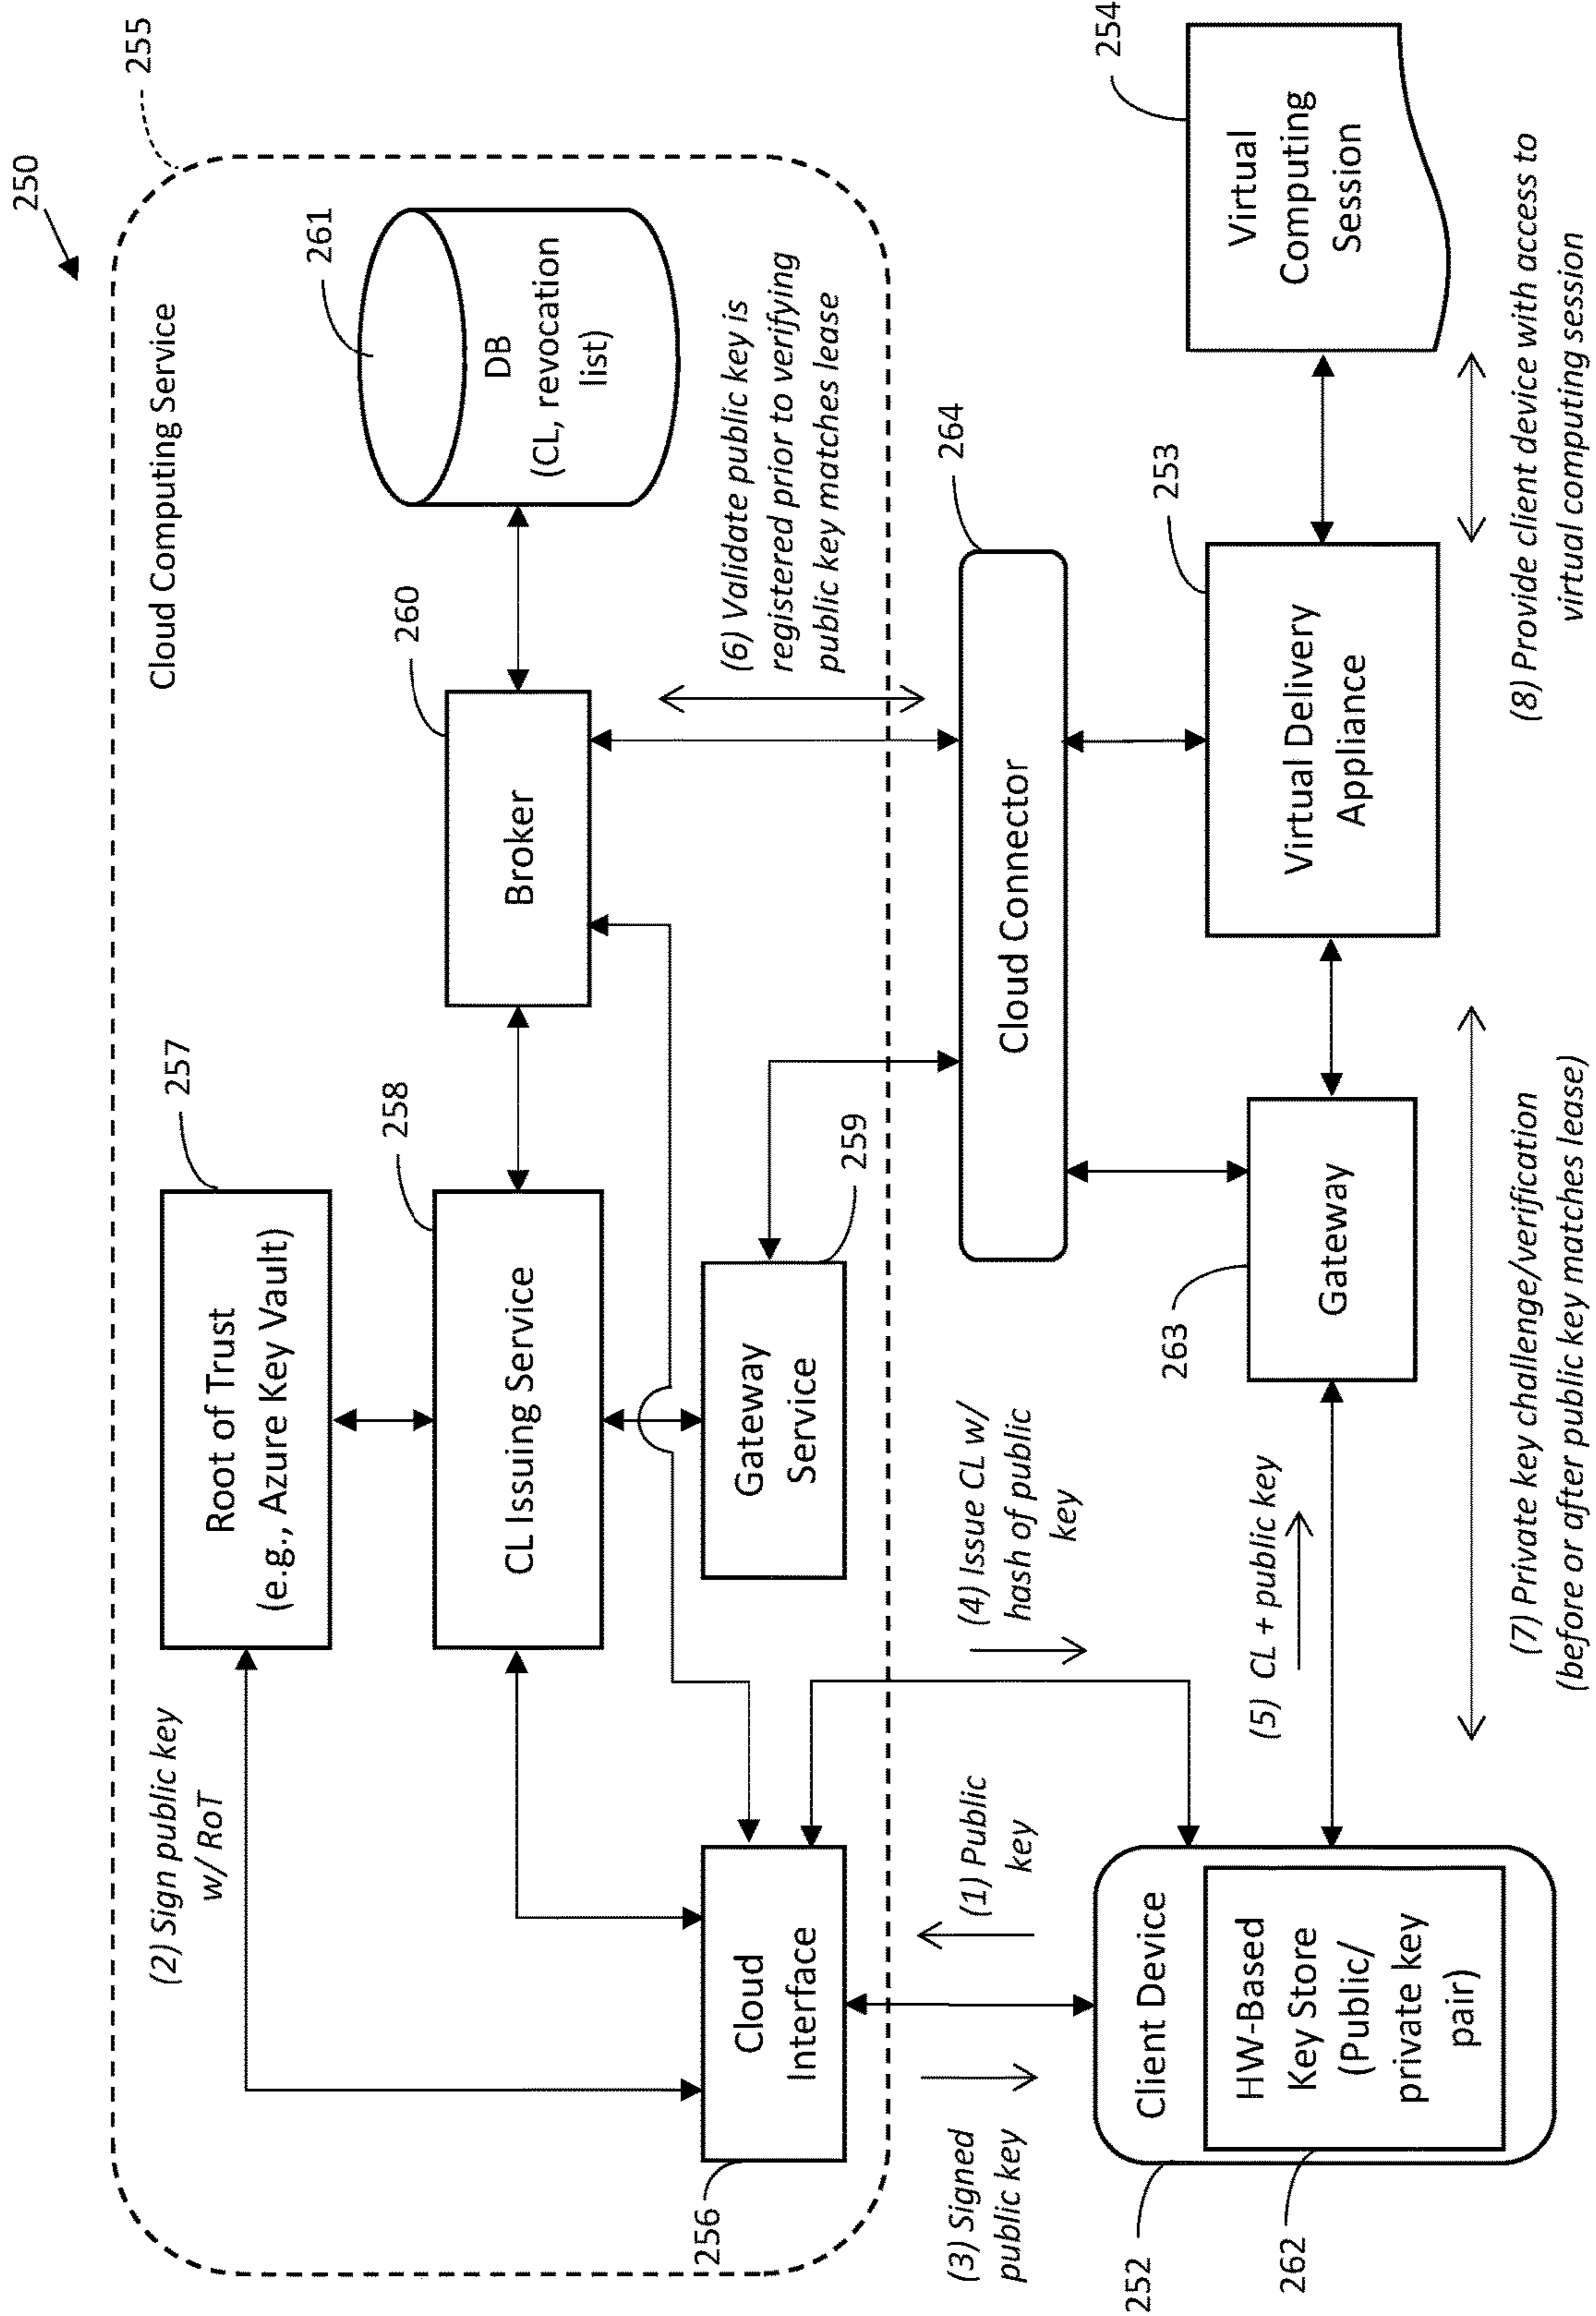 250
255
Cloud Computing Service
(2) Sign public key
w/ RoT
257
Root of Trust
(e.g., Azure Key Vault)
258
CL Issuing Service
260
Broker
261
DB
(CL, revocation
list)
256
Cloud
Interface
259
Gateway
Service
(6) Validate public key is
registered prior to verifying
public key matches lease
(3) Signed
public key
(1) Public
key
(4) Issue CL w/
hash of public
key
264
Cloud Connector
252
Client Device
262
HW-Based
Key Store
(Public/
private key
pair)
(5) CL + public key
263
Gateway
253
Virtual Delivery
Appliance
254
Virtual
Computing
Session
(7) Private key challenge/verification
(before or after public key matches lease)
(8) Provide client device with access to
virtual computing session